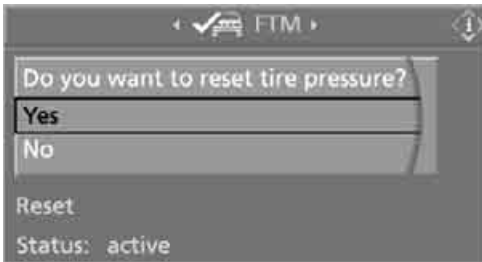 FTM
Do you want to reset tire pressure?
Yes
No
Reset
Status: active